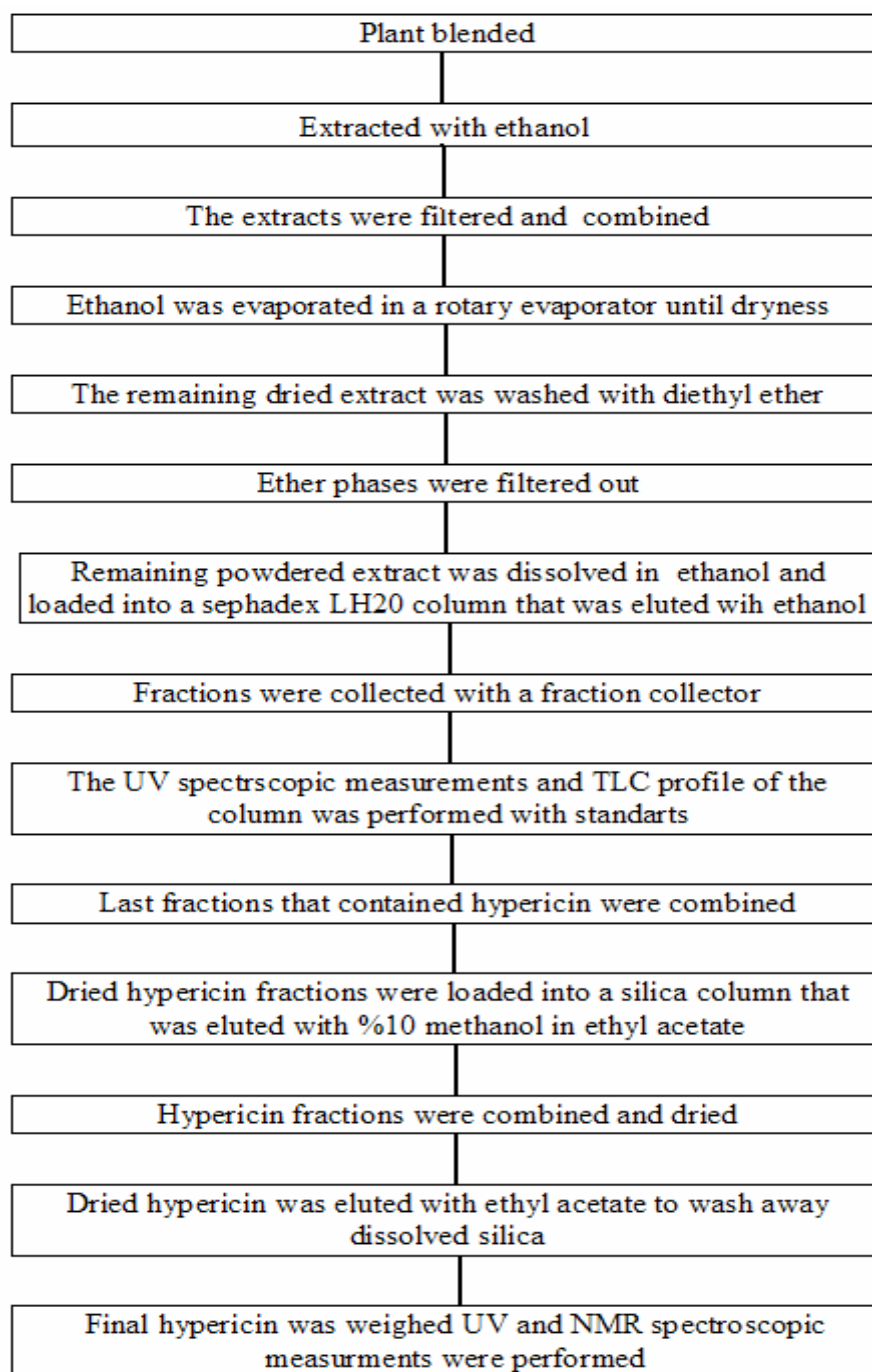 Plant blended
Extracted with ethanol
The extracts were filtered and combined
Ethanol was evaporated in a rotary evaporator until dryness
The remaining dried extract was washed with diethyl ether
Ether phases were filtered out
Remaining powdered extract was dissolved in ethanol and
loaded into a sephadex LH20 column that was eluted wih ethanol
Fractions were collected with a fraction collector
The UV spectrscopic measurements and TLC profile of the
column was performed with standarts
Last fractions that contained hypericin were combined
Dried hypericin fractions were loaded into a silica column that
was eluted with %10 methanol in ethyl acetate
Hypericin fractions were combined and dried
Dried hypericin was eluted with ethyl acetate to wash away
dissolved silica
Final hypericin was weighed UV and NMR spectroscopic
measurments were performed